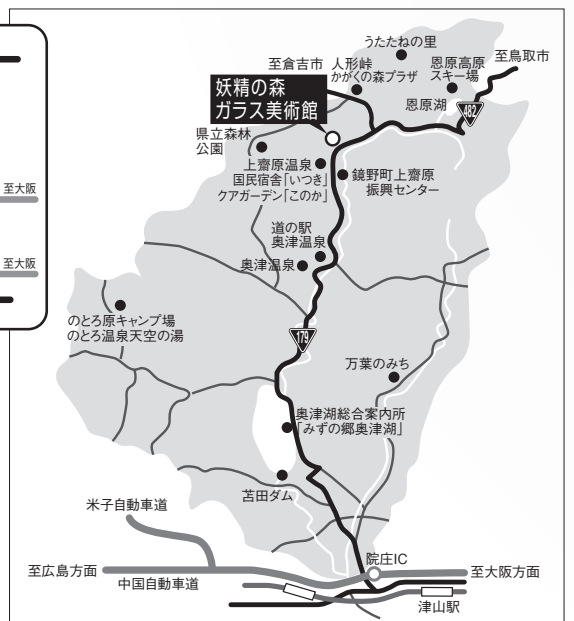 至大阪
至大阪
うたたねの里
至倉吉市
人形峠
かがくの森プラザ
恩原高原
スキー場
至鳥取市
恩原湖
482
妖精の森
ガラス美術館
県立森林
公園
上齋原温泉
国民宿舎「いつき」
クアガーデン「このか」
鏡野町上齋原
振興センター
道の駅
奥津温泉
奥津温泉
のとろ原キャンプ場
のとろ温泉天空の湯
179
万葉のみち
奥津湖総合案内所
「みずの郷奥津湖」
苫田ダム
米子自動車道
院庄IC
至広島方面
中国自動車道
至大阪方面
津山駅